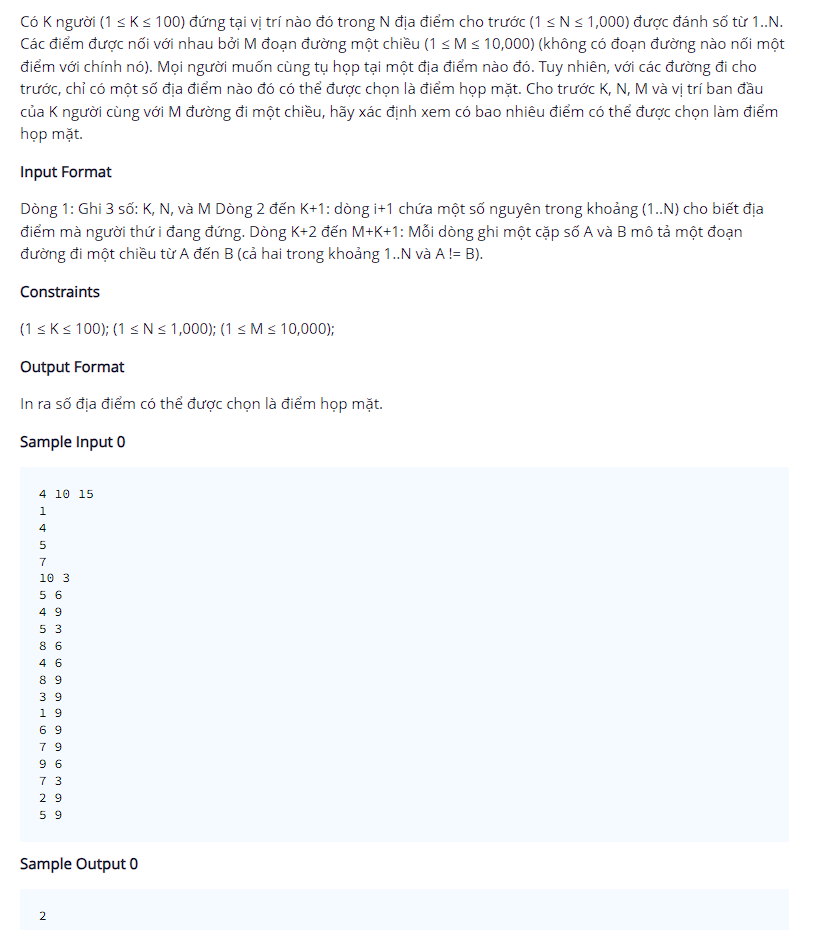 Có K người (1 ≤ K ≤ 100) đứng tại vị trí nào đó trong N địa điểm cho trước (1 ≤ N ≤ 1,000) được đánh số từ 1..N.
Các điểm được nối với nhau bởi M đoạn đường một chiều (1 ≤ M ≤ 10,000) (không có đoạn đường nào nối một
điểm với chính nó). Mọi người muốn cùng tụ họp tại một địa điểm nào đó. Tuy nhiên, với các đường đi cho
trước, chỉ có một số địa điểm nào đó có thể được chọn là điểm họp mặt. Cho trước K, N, M và vị trí ban đầu
của K người cùng với M đường đi một chiều, hãy xác định xem có bao nhiêu điểm có thể được chọn làm điểm
họp mặt.
Input Format
Dòng 1: Ghi 3 số: K, N, và M Dòng 2 đến K+1: dòng i+1 chứa một số nguyên trong khoảng (1..N) cho biết địa
điểm mà người thứ i đang đứng. Dòng K+2 đến M+K+1: Mỗi dòng ghi một cặp số A và B mô tả một đoạn
đường đi một chiều từ A đến B (cả hai trong khoảng 1..N và A != B).
Constraints
(1 ≤ K ≤ 100); (1 ≤ N ≤ 1,000); (1 ≤ M ≤ 10,000);
Output Format
In ra số địa điểm có thể được chọn là điểm họp mặt.
Sample Input 0
4 10 15
1
4
5
7
10 3
5 6
4 9
5 3
8 6
4 6
8 9
3 9
1 9
6 9
7 9
9 6
7 3
2 9
5 9
Sample Output 0
2